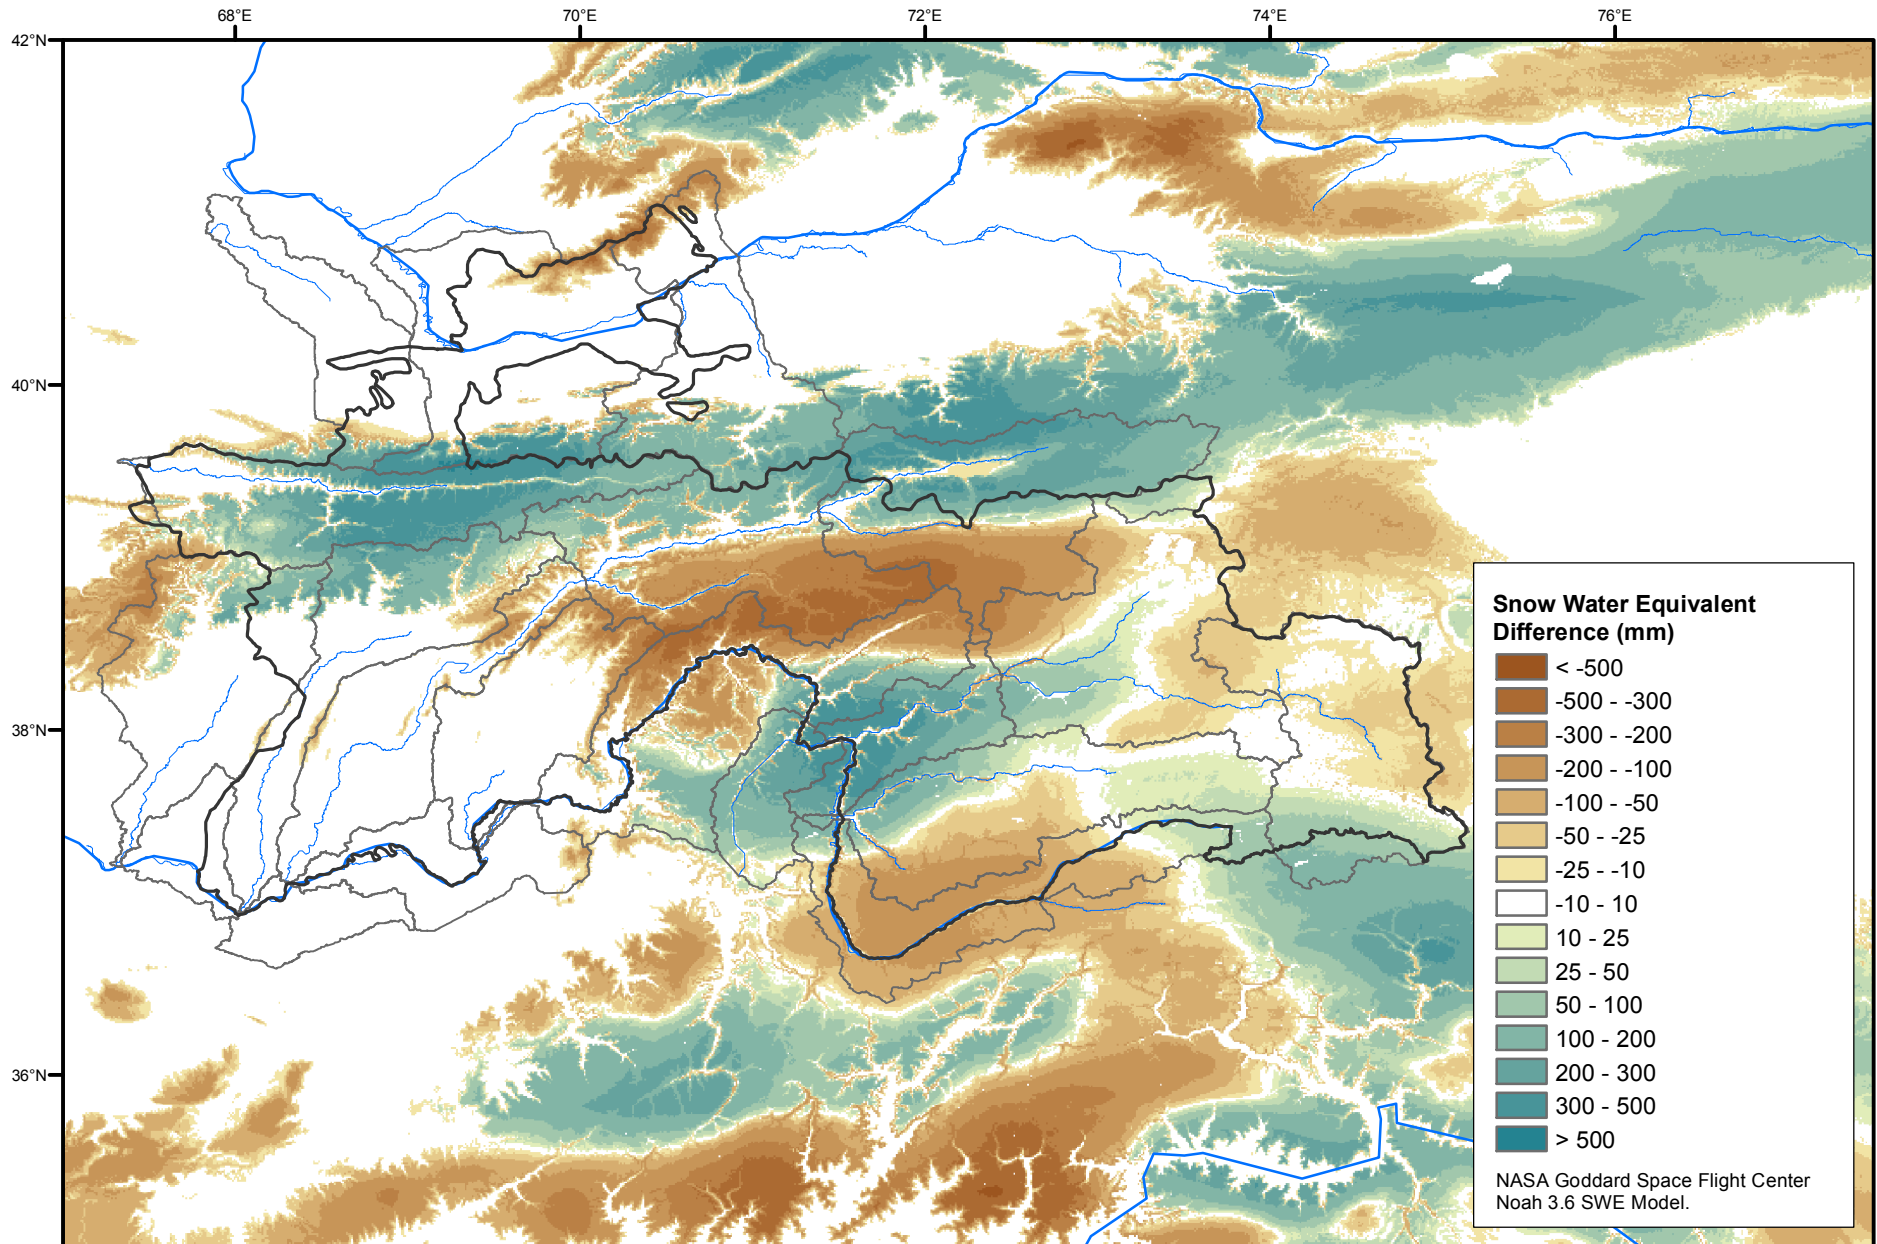 68°E 70°E 72°E 74°E 76°E
42°N
40°N
38°N
36°N
Snow Water Equivalent
Difference (mm)
< -500
-500 - -300
-300 - -200
-200 - -100
-100 - -50
-50 - -25
-25 - -10
-10 - 10
10 - 25
25 - 50
50 - 100
100 - 200
200 - 300
300 - 500
> 500
NASA Goddard Space Flight Center
Noah 3.6 SWE Model.